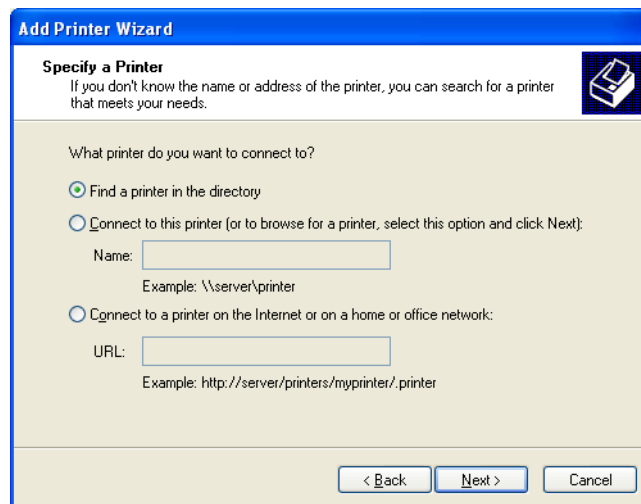 Add Printer Wizard
Specify a Printer
If you don't know the name or address of the printer, you can search for a printer
that meets your needs.
What printer do you want to connect to?
Find a printer in the directory
Connect to this printer (or to browse for a printer, select this option and click Next):
Name:
Example: \\server\printer
Connect to a printer on the Internet or on a home or office network:
URL:
Example: http://server/printers/myprinter/.printer
< Back Next > Cancel